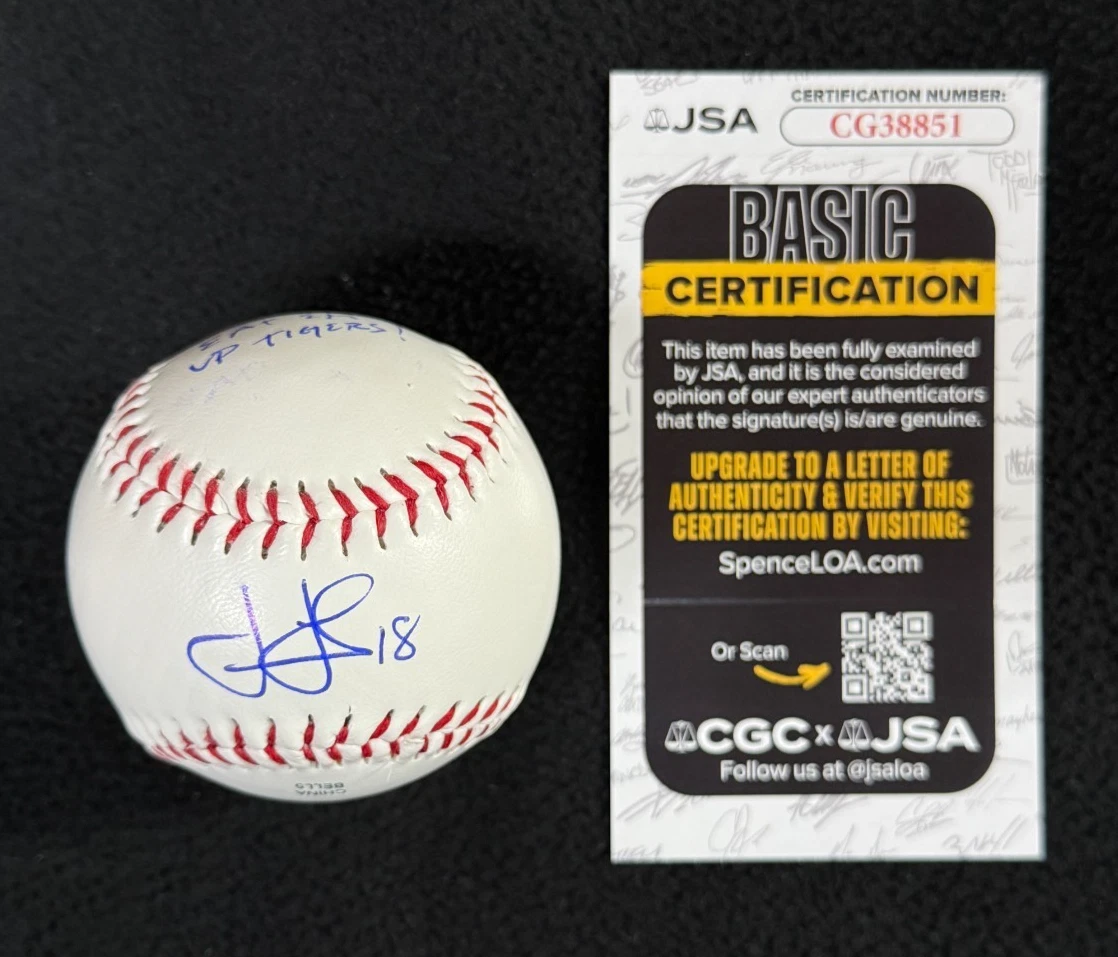 UP TIGERS!
18
CHINA
BELLS
JSA
CERTIFICATION NUMBER:
CG38851
BASIC
CERTIFICATION
This item has been fully examined
by JSA, and it is the considered
opinion of our expert authenticators
that the signature(s) is/are genuine.
UPGRADE TO A LETTER OF
AUTHENTICITY & VERIFY THIS
CERTIFICATION BY VISITING:
SpenceLOA.com
Or Scan
CGC x JSA
Follow us at @jsaloa